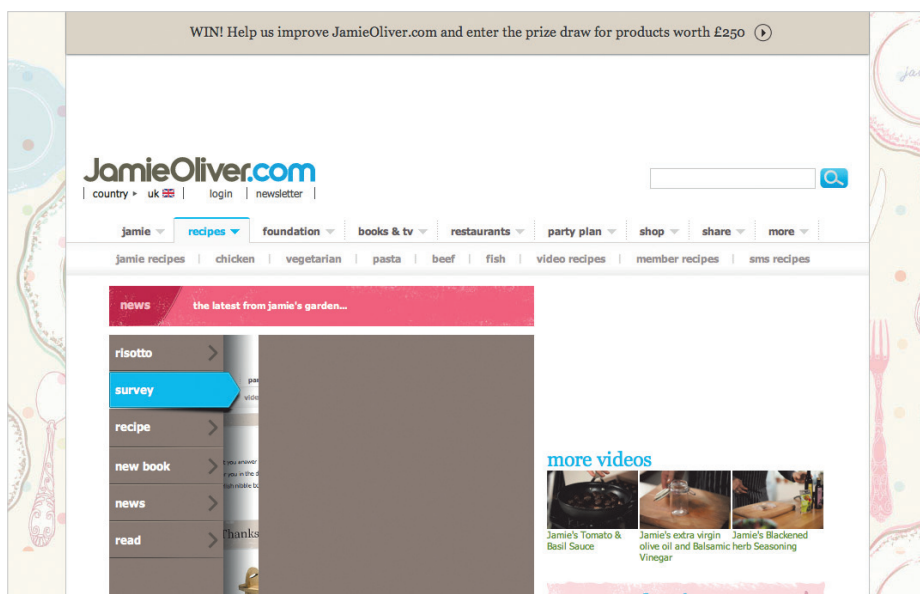 WIN! Help us improve JamieOliver.com and enter the prize draw for products worth £250
JamieOliver.com
country uk login newsletter
jamie recipes foundation books & tv restaurants party plan shop share more
jamie recipes chicken vegetarian pasta beef fish video recipes member recipes sms recipes
news the latest from jamie's garden...
risotto
survey
recipe
new book
news
read
Thanks
more videos
Jamie's Tomato &
Basil Sauce
Jamie's extra virgin
olive oil and Balsamic
Vinegar
Jamie's Blackened
herb Seasoning